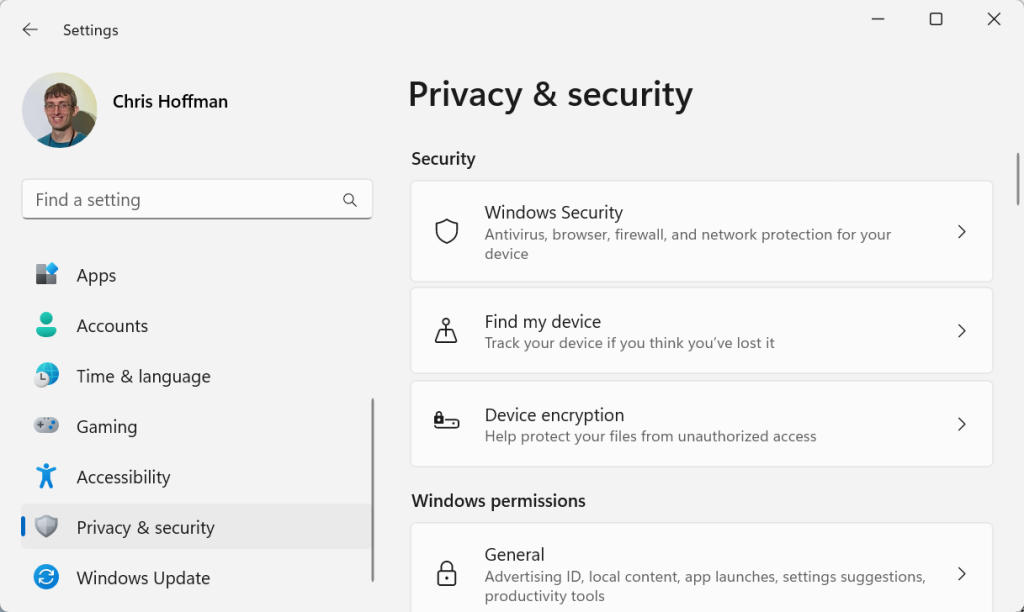 Settings
Chris Hoffman
Find a setting
Apps
Accounts
Time & language
Gaming
Accessibility
Privacy & security
Windows Update
Privacy & security
Security
Windows Security
Antivirus, browser, firewall, and network protection for your
device
Find my device
Track your device if you think you’ve lost it
Device encryption
Help protect your files from unauthorized access
Windows permissions
General
Advertising ID, local content, app launches, settings suggestions,
productivity tools